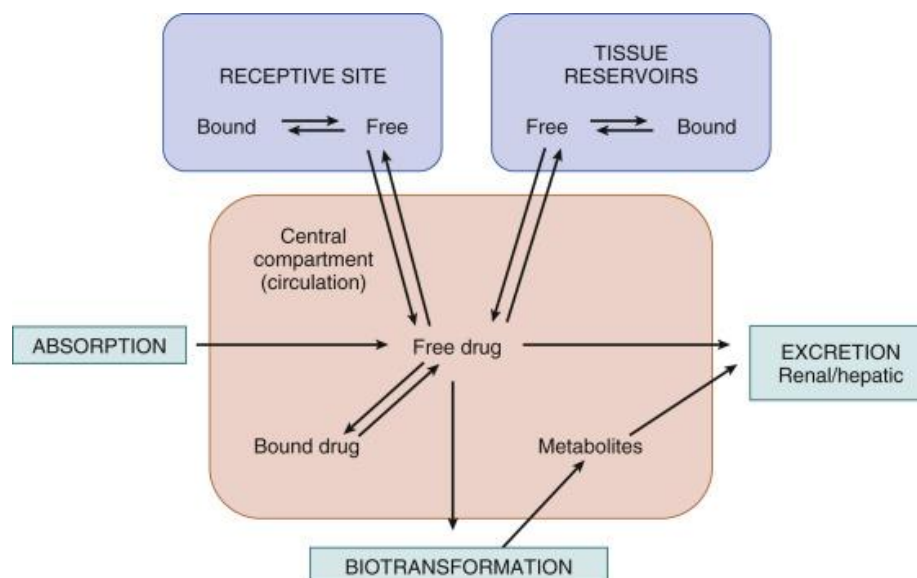 RECEPTIVE SITE
Bound
Free
TISSUE
RESERVOIRS
Free
Bound
Central
compartment
(circulation)
ABSORPTION
Free drug
EXCRETION
Renal/hepatic
Bound drug
Metabolites
BIOTRANSFORMATION